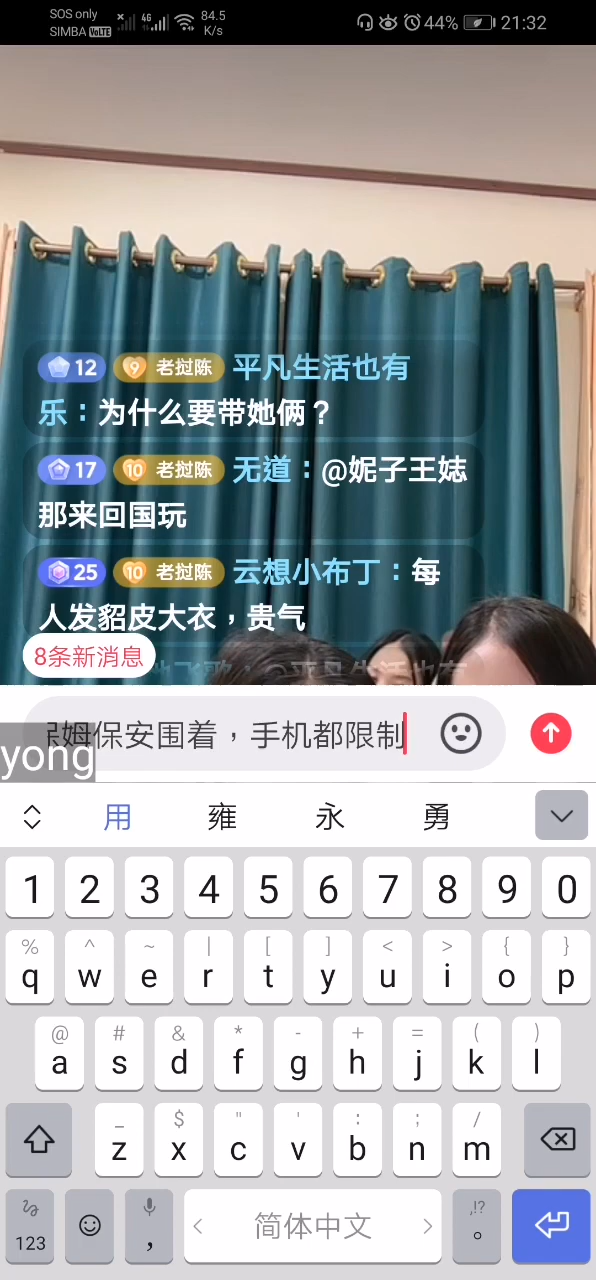 SOS only
SIMBA VoLTE
4G
84.5
K/s
44%
21:32
12 9 老挝陈 平凡生活也有
乐：为什么要带她俩？
17 10 老挝陈 无道：@妮子王娡
那来回国玩
25 10 老挝陈 云想小布丁：每
人发貂皮大衣，贵气
8条新消息
姆保安围着，手机都限制
yong
用 雍 永 勇
1 2 3 4 5 6 7 8 9 0
% ^ ~ | [ ] < > { }
q w e r t y u i o p
@ # & * - + = ( )
a s d f g h j k l
_ $ " ' : ; /
z x c v b n m
,!?
123 , < 简体中文 > 。